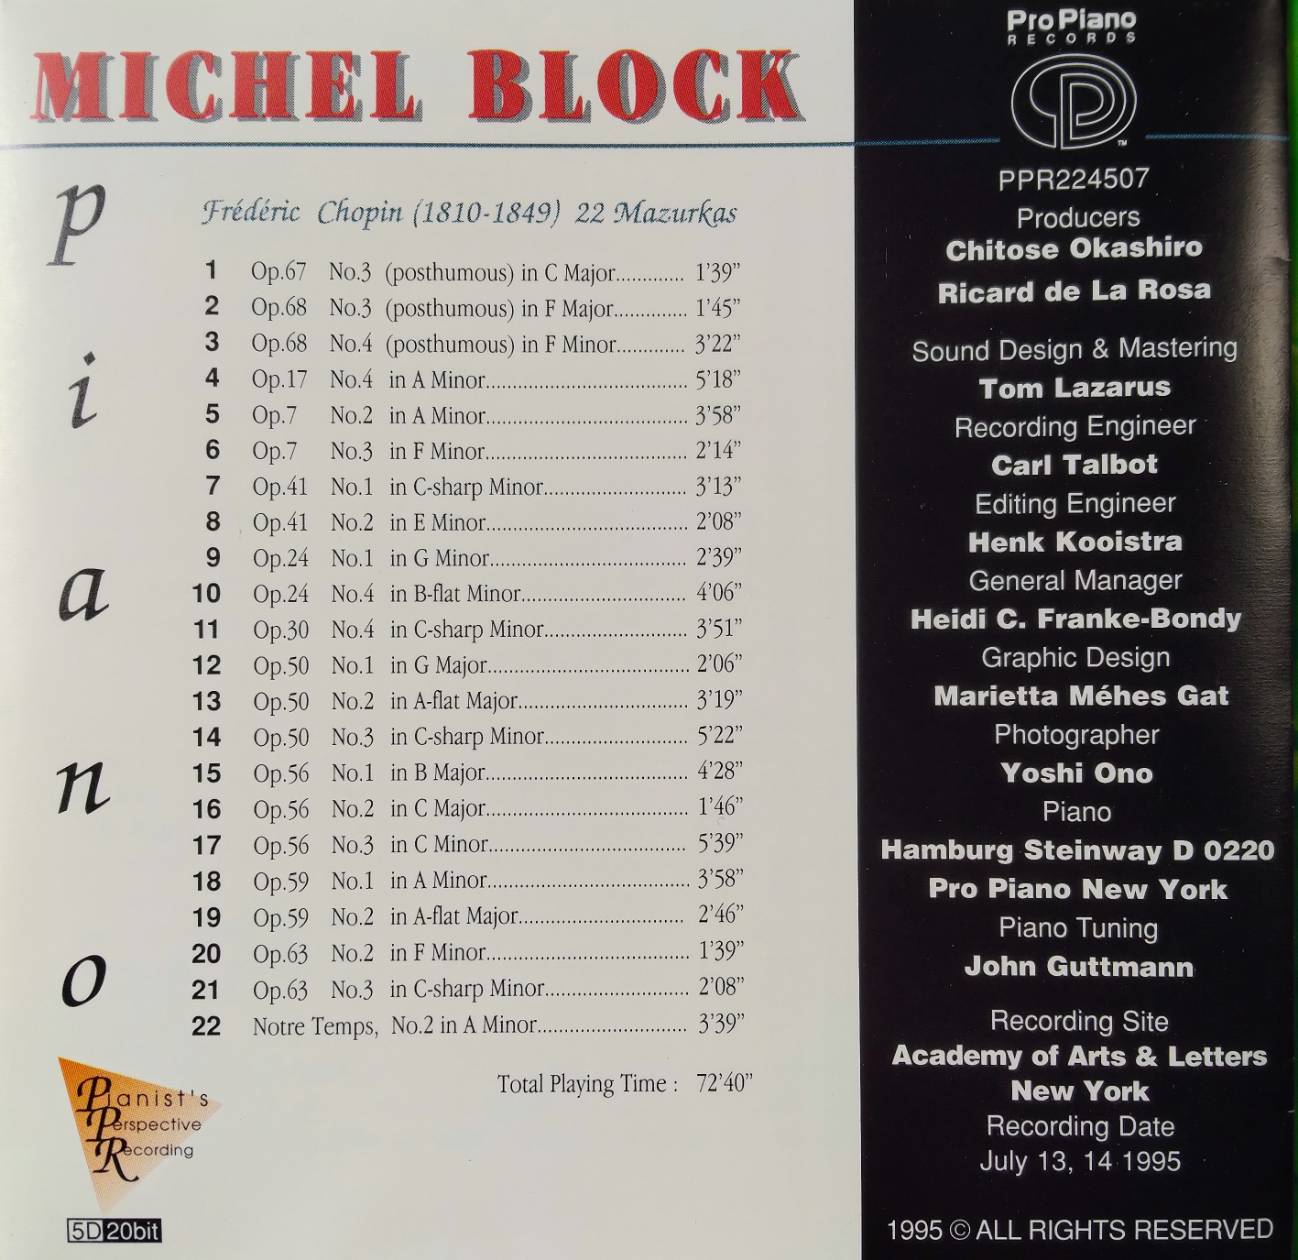 MICHEL BLOCK
piano
Frédéric Chopin (1810-1849) 22 Mazurkas
1 Op.67 No.3 (posthumous) in C Major............ 1'39"
2 Op.68 No.3 (posthumous) in F Major............. 1'45"
3 Op.68 No.4 (posthumous) in F Minor............. 3'22"
4 Op.17 No.4 in A Minor...................................... 5'18"
5 Op.7 No.2 in A Minor...................................... 3'58"
6 Op.7 No.3 in F Minor...................................... 2'14"
7 Op.41 No.1 in C-sharp Minor........................... 3'13"
8 Op.41 No.2 in E Minor...................................... 2'08"
9 Op.24 No.1 in G Minor..................................... 2'39"
10 Op.24 No.4 in B-flat Minor............................... 4'06"
11 Op.30 No.4 in C-sharp Minor........................... 3'51"
12 Op.50 No.1 in G Major...................................... 2'06"
13 Op.50 No.2 in A-flat Major................................ 3'19"
14 Op.50 No.3 in C-sharp Minor........................... 5'22"
15 Op.56 No.1 in B Major...................................... 4'28"
16 Op.56 No.2 in C Major...................................... 1'46"
17 Op.56 No.3 in C Minor..................................... 5'39"
18 Op.59 No.1 in A Minor...................................... 3'58"
19 Op.59 No.2 in A-flat Major............................... 2'46"
20 Op.63 No.2 in F Minor...................................... 1'39"
21 Op.63 No.3 in C-sharp Minor........................... 2'08"
22 Notre Temps, No.2 in A Minor............................ 3'39"
Total Playing Time : 72'40"
Pianist's
Perspective
Recording
5D 20bit
Pro Piano
RECORDS
PD
TM
PPR224507
Producers
Chitose Okashiro
Ricard de La Rosa
Sound Design & Mastering
Tom Lazarus
Recording Engineer
Carl Talbot
Editing Engineer
Henk Kooistra
General Manager
Heidi C. Franke-Bondy
Graphic Design
Marietta Méhes Gat
Photographer
Yoshi Ono
Piano
Hamburg Steinway D 0220
Pro Piano New York
Piano Tuning
John Guttmann
Recording Site
Academy of Arts & Letters
New York
Recording Date
July 13, 14 1995
1995 © ALL RIGHTS RESERVED